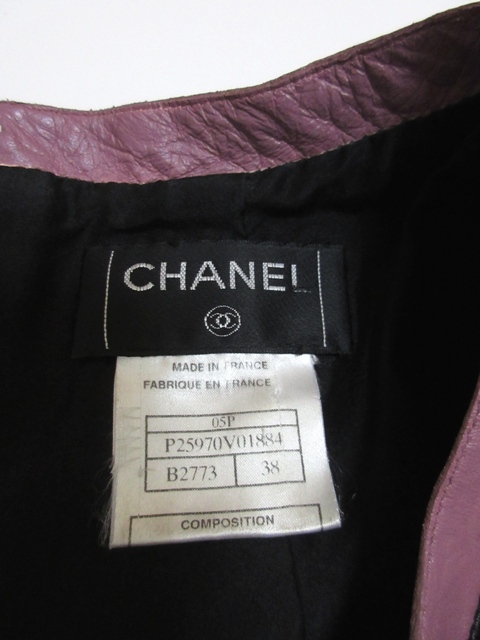 CHANEL
MADE IN FRANCE
FABRIQUE EN FRANCE
05P
P25970V01884
B2773 38
COMPOSITION